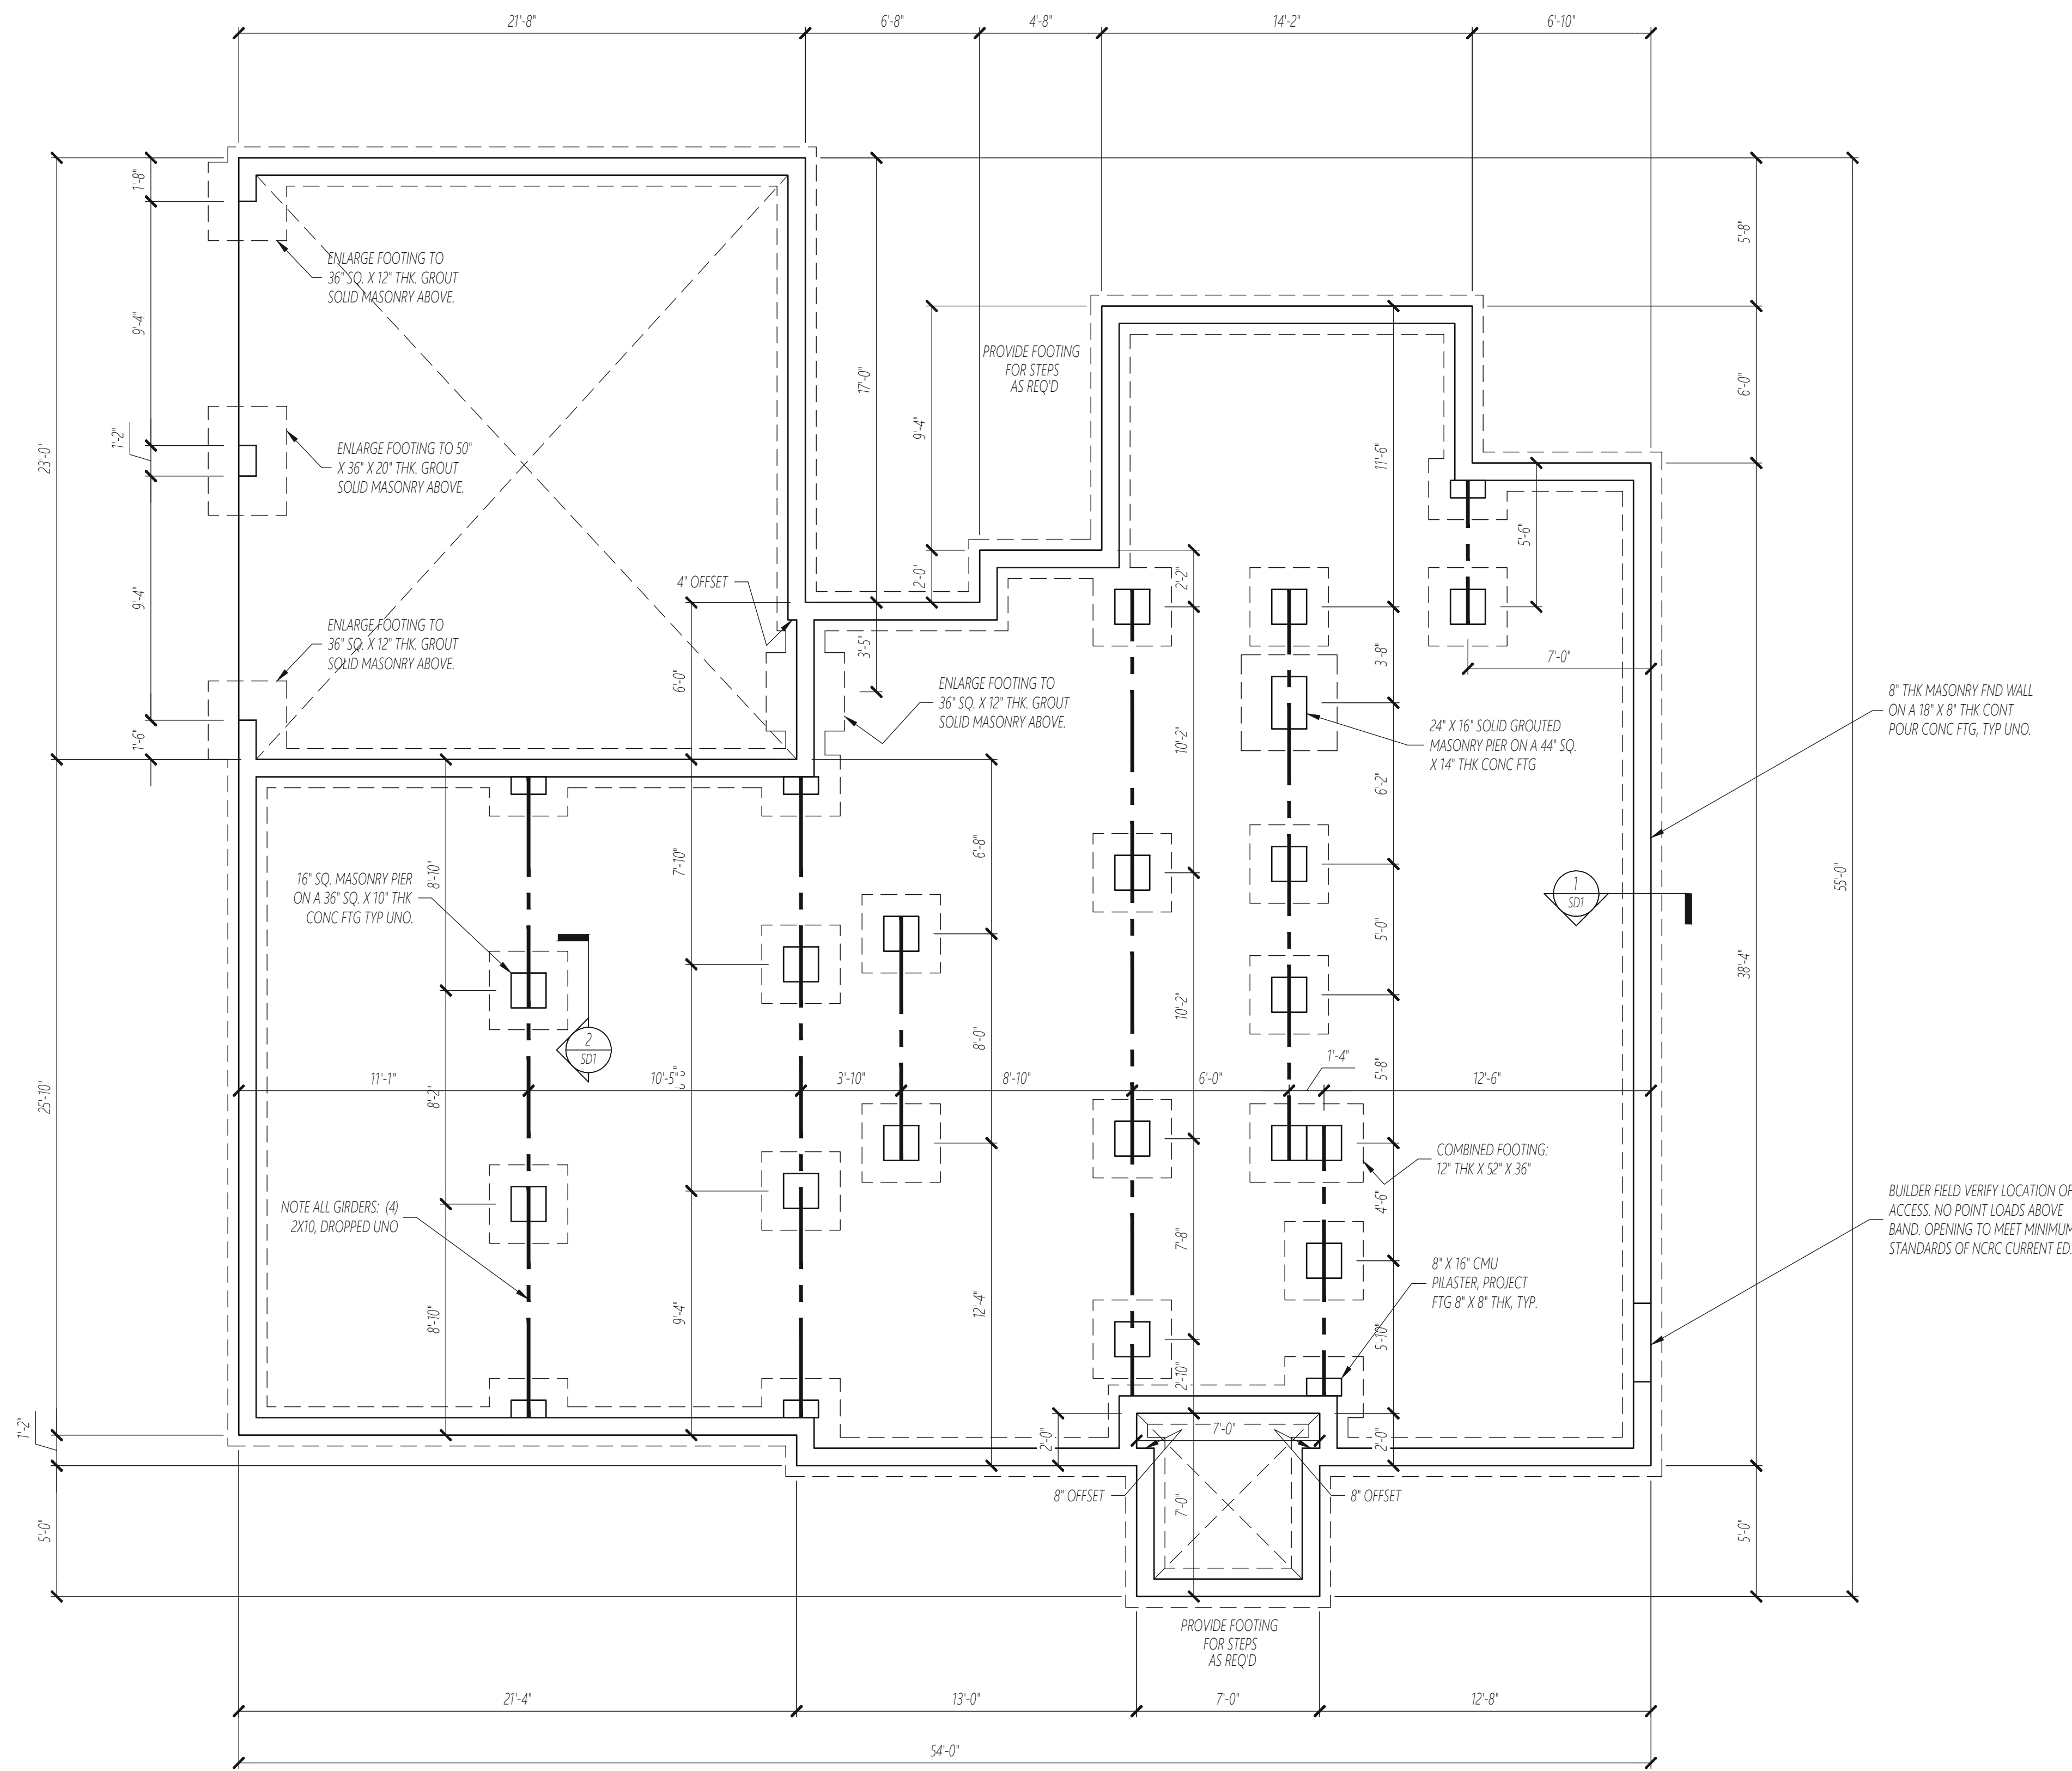 21'-8"
6'-8"
4'-8"
14'-2"
6'-10"
1'-8"
9'-4"
1'-2"
9'-4"
1'-6"
23'-0"
25'-10"
1'-2"
5'-0"
ENLARGE FOOTING TO
36" SQ. X 12" THK. GROUT
SOLID MASONRY ABOVE.
ENLARGE FOOTING TO 50"
X 36" X 20" THK. GROUT
SOLID MASONRY ABOVE.
ENLARGE FOOTING TO
36" SQ. X 12" THK. GROUT
SOLID MASONRY ABOVE.
4" OFFSET
17'-0"
3'-5"
6'-0"
9'-4"
2'-0"
PROVIDE FOOTING
FOR STEPS
AS REQ'D
ENLARGE FOOTING TO
36" SQ. X 12" THK. GROUT
SOLID MASONRY ABOVE.
11'-6"
5'-6"
7'-0"
5'-8"
6'-0"
38'-4"
5'-0"
55'-0"
2'-2"
10'-2"
10'-2"
7'-8"
2'-10"
7'-0"
3'-8"
6'-2"
5'-0"
5'-8"
4'-6"
5'-10"
2'-0"
24" X 16" SOLID GROUTED
MASONRY PIER ON A 44" SQ.
X 14" THK CONC FTG
8" THK MASONRY FND WALL
ON A 18" X 8" THK CONT
POUR CONC FTG, TYP UNO.
1
SD1
16" SQ. MASONRY PIER
ON A 36" SQ. X 10" THK
CONC FTG TYP UNO.
8'-10"
8'-2"
8'-10"
7'-10"
9'-4"
6'-8"
8'-0"
12'-4"
2
SD1
11'-1"
10'-5"
3'-10"
8'-10"
6'-0"
1'-4"
12'-6"
NOTE ALL GIRDERS: (4)
2X10, DROPPED UNO
COMBINED FOOTING:
12" THK X 52" X 36"
8" X 16" CMU
PILASTER, PROJECT
FTG 8" X 8" THK, TYP.
BUILDER FIELD VERIFY LOCATION OF
ACCESS. NO POINT LOADS ABOVE
BAND. OPENING TO MEET MINIMUM
STANDARDS OF NCRC CURRENT ED.
2'-0"
7'-0"
8" OFFSET
8" OFFSET
PROVIDE FOOTING
FOR STEPS
AS REQ'D
21'-4"
13'-0"
7'-0"
12'-8"
54'-0"